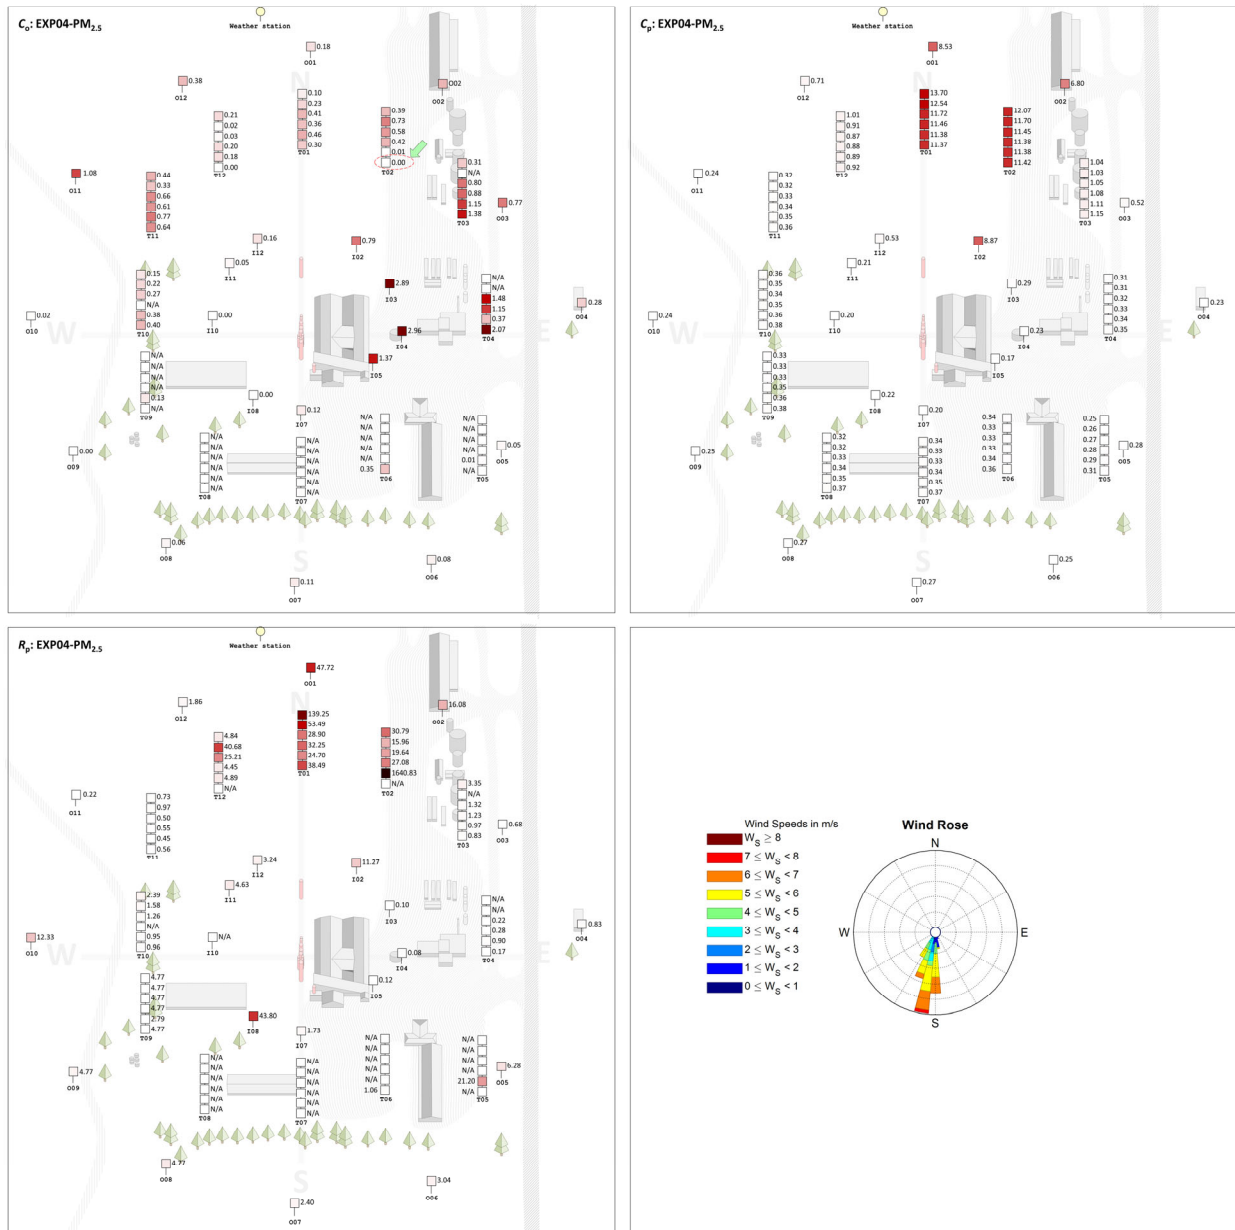 Cₒ: EXP04-PM₂.₅
Weather station
0.18
O01
0.38
O12
O02
O02
0.10
0.23
0.41
0.36
0.46
0.30
T01
0.21
0.02
0.03
0.20
0.18
0.00
T12
0.39
0.73
0.58
0.42
0.01
0.00
T02
0.31
N/A
0.80
0.88
1.15
1.38
T03
1.08
O11
0.44
0.33
0.66
0.61
0.77
0.64
T11
0.77
O03
0.16
I12
0.79
I02
0.05
I11
2.89
I03
0.15
0.22
0.27
N/A
0.38
0.40
T10
N/A
N/A
1.48
1.15
0.37
2.07
T04
0.28
O04
0.02
O10
W
0.00
I10
2.96
I04
E
1.37
I05
N/A
N/A
N/A
N/A
0.13
N/A
T09
0.00
I08
0.12
I07
N/A
N/A
N/A
N/A
N/A
0.35
T06
N/A
N/A
N/A
N/A
0.01
N/A
T05
0.05
O05
0.00
O09
N/A
N/A
N/A
N/A
N/A
N/A
T08
N/A
N/A
N/A
N/A
N/A
N/A
T07
0.06
O08
S
0.08
O06
0.11
O07
Cₚ: EXP04-PM₂.₅
Weather station
8.53
O01
0.71
O12
6.80
O02
N
13.70
12.54
11.72
11.46
11.38
11.37
T01
1.01
0.91
0.87
0.88
0.89
0.92
T12
12.07
11.70
11.45
11.38
11.38
11.42
T02
1.04
1.03
1.05
1.08
1.11
1.15
T03
0.24
O11
0.32
0.32
0.33
0.34
0.35
0.36
T11
0.52
O03
0.53
I12
8.87
I02
0.21
I11
0.29
I03
0.36
0.35
0.35
0.36
0.36
0.38
T10
0.31
0.31
0.32
0.33
0.34
0.35
T04
0.23
O04
0.24
O10
W
0.20
I10
0.23
I04
E
0.17
I05
0.33
0.33
0.33
0.35
0.36
0.38
T09
0.22
I08
0.20
I07
0.34
0.33
0.33
0.33
0.34
0.36
T06
0.25
0.26
0.27
0.28
0.29
0.31
T05
0.28
O05
0.25
O09
0.32
0.32
0.33
0.34
0.35
0.37
T08
0.34
0.34
0.33
0.34
0.35
0.37
T07
0.27
O08
S
0.25
O06
0.27
O07
Rₚ: EXP04-PM₂.₅
Weather station
47.72
O01
1.86
O12
16.08
O02
N
139.25
53.49
28.90
32.25
24.70
38.49
T01
4.84
40.68
25.21
4.45
4.89
N/A
T12
30.79
15.96
19.64
27.08
1640.83
N/A
T02
3.35
N/A
1.32
1.23
0.97
0.83
T03
0.22
O11
0.73
0.97
0.50
0.55
0.45
0.56
T11
0.68
O03
3.24
I12
11.27
I02
4.63
I11
0.10
I03
2.39
1.58
1.26
N/A
0.95
0.96
T10
N/A
N/A
0.22
0.28
0.90
0.17
T04
0.83
O04
12.33
O10
W
N/A
I10
0.08
I04
E
0.12
I05
4.77
4.77
4.77
4.77
2.79
4.77
T09
43.80
I08
1.73
I07
N/A
N/A
N/A
N/A
N/A
1.06
T06
N/A
N/A
N/A
N/A
21.20
N/A
T05
6.28
O05
4.77
O09
N/A
N/A
N/A
N/A
N/A
N/A
T08
N/A
N/A
N/A
N/A
N/A
N/A
T07
4.77
O08
S
3.04
O06
2.40
O07
Wind Speeds in m/s
W_S ≥ 8
7 ≤ W_S < 8
6 ≤ W_S < 7
5 ≤ W_S < 6
4 ≤ W_S < 5
3 ≤ W_S < 4
2 ≤ W_S < 3
1 ≤ W_S < 2
0 ≤ W_S < 1
Wind Rose
N
W
E
S